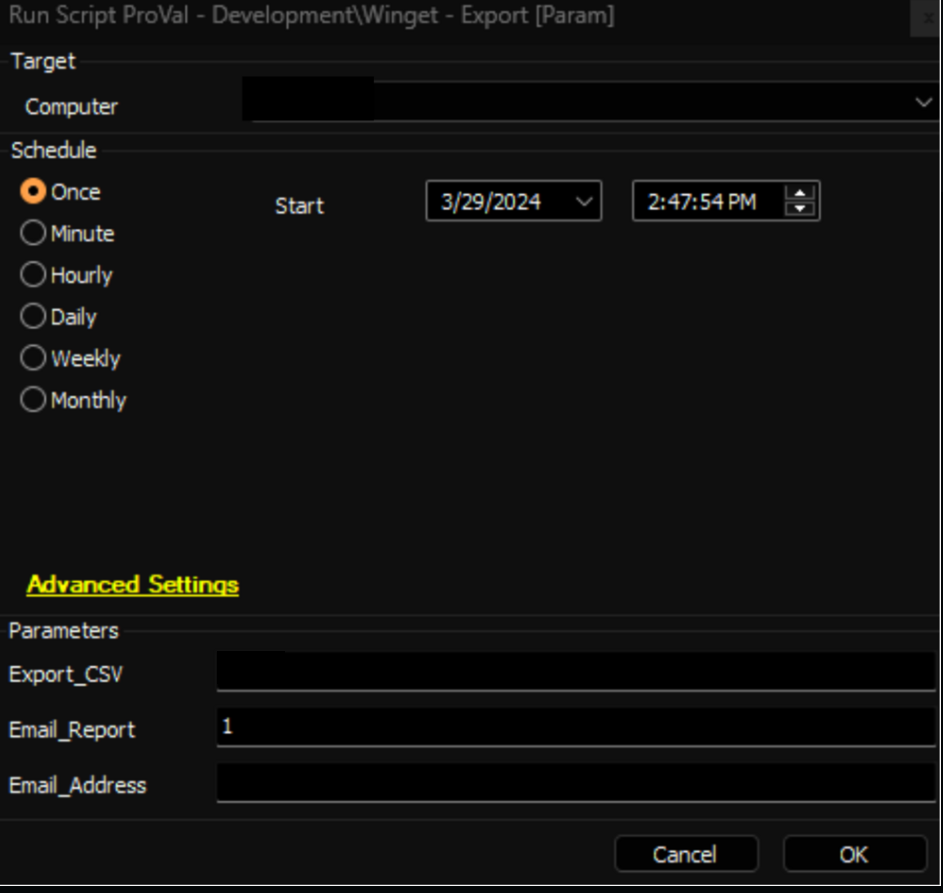 Run Script ProVal - Development\Winget - Export [Param]
x
Target
Computer
Schedule
Once
Start 3/29/2024 2:47:54 PM
Minute
Hourly
Daily
Weekly
Monthly
Advanced Settings
Parameters
Export_CSV
Email_Report 1
Email_Address
Cancel OK